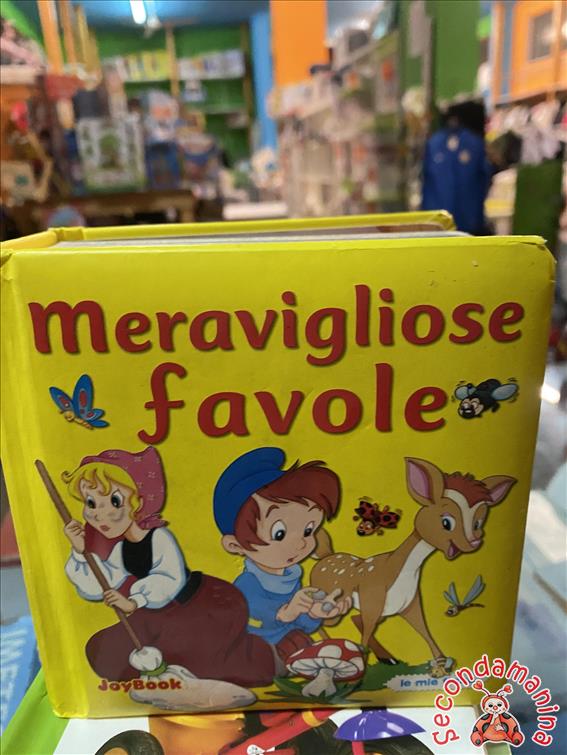 meravigliose
favole
JoyBook
le mie
secondamanina